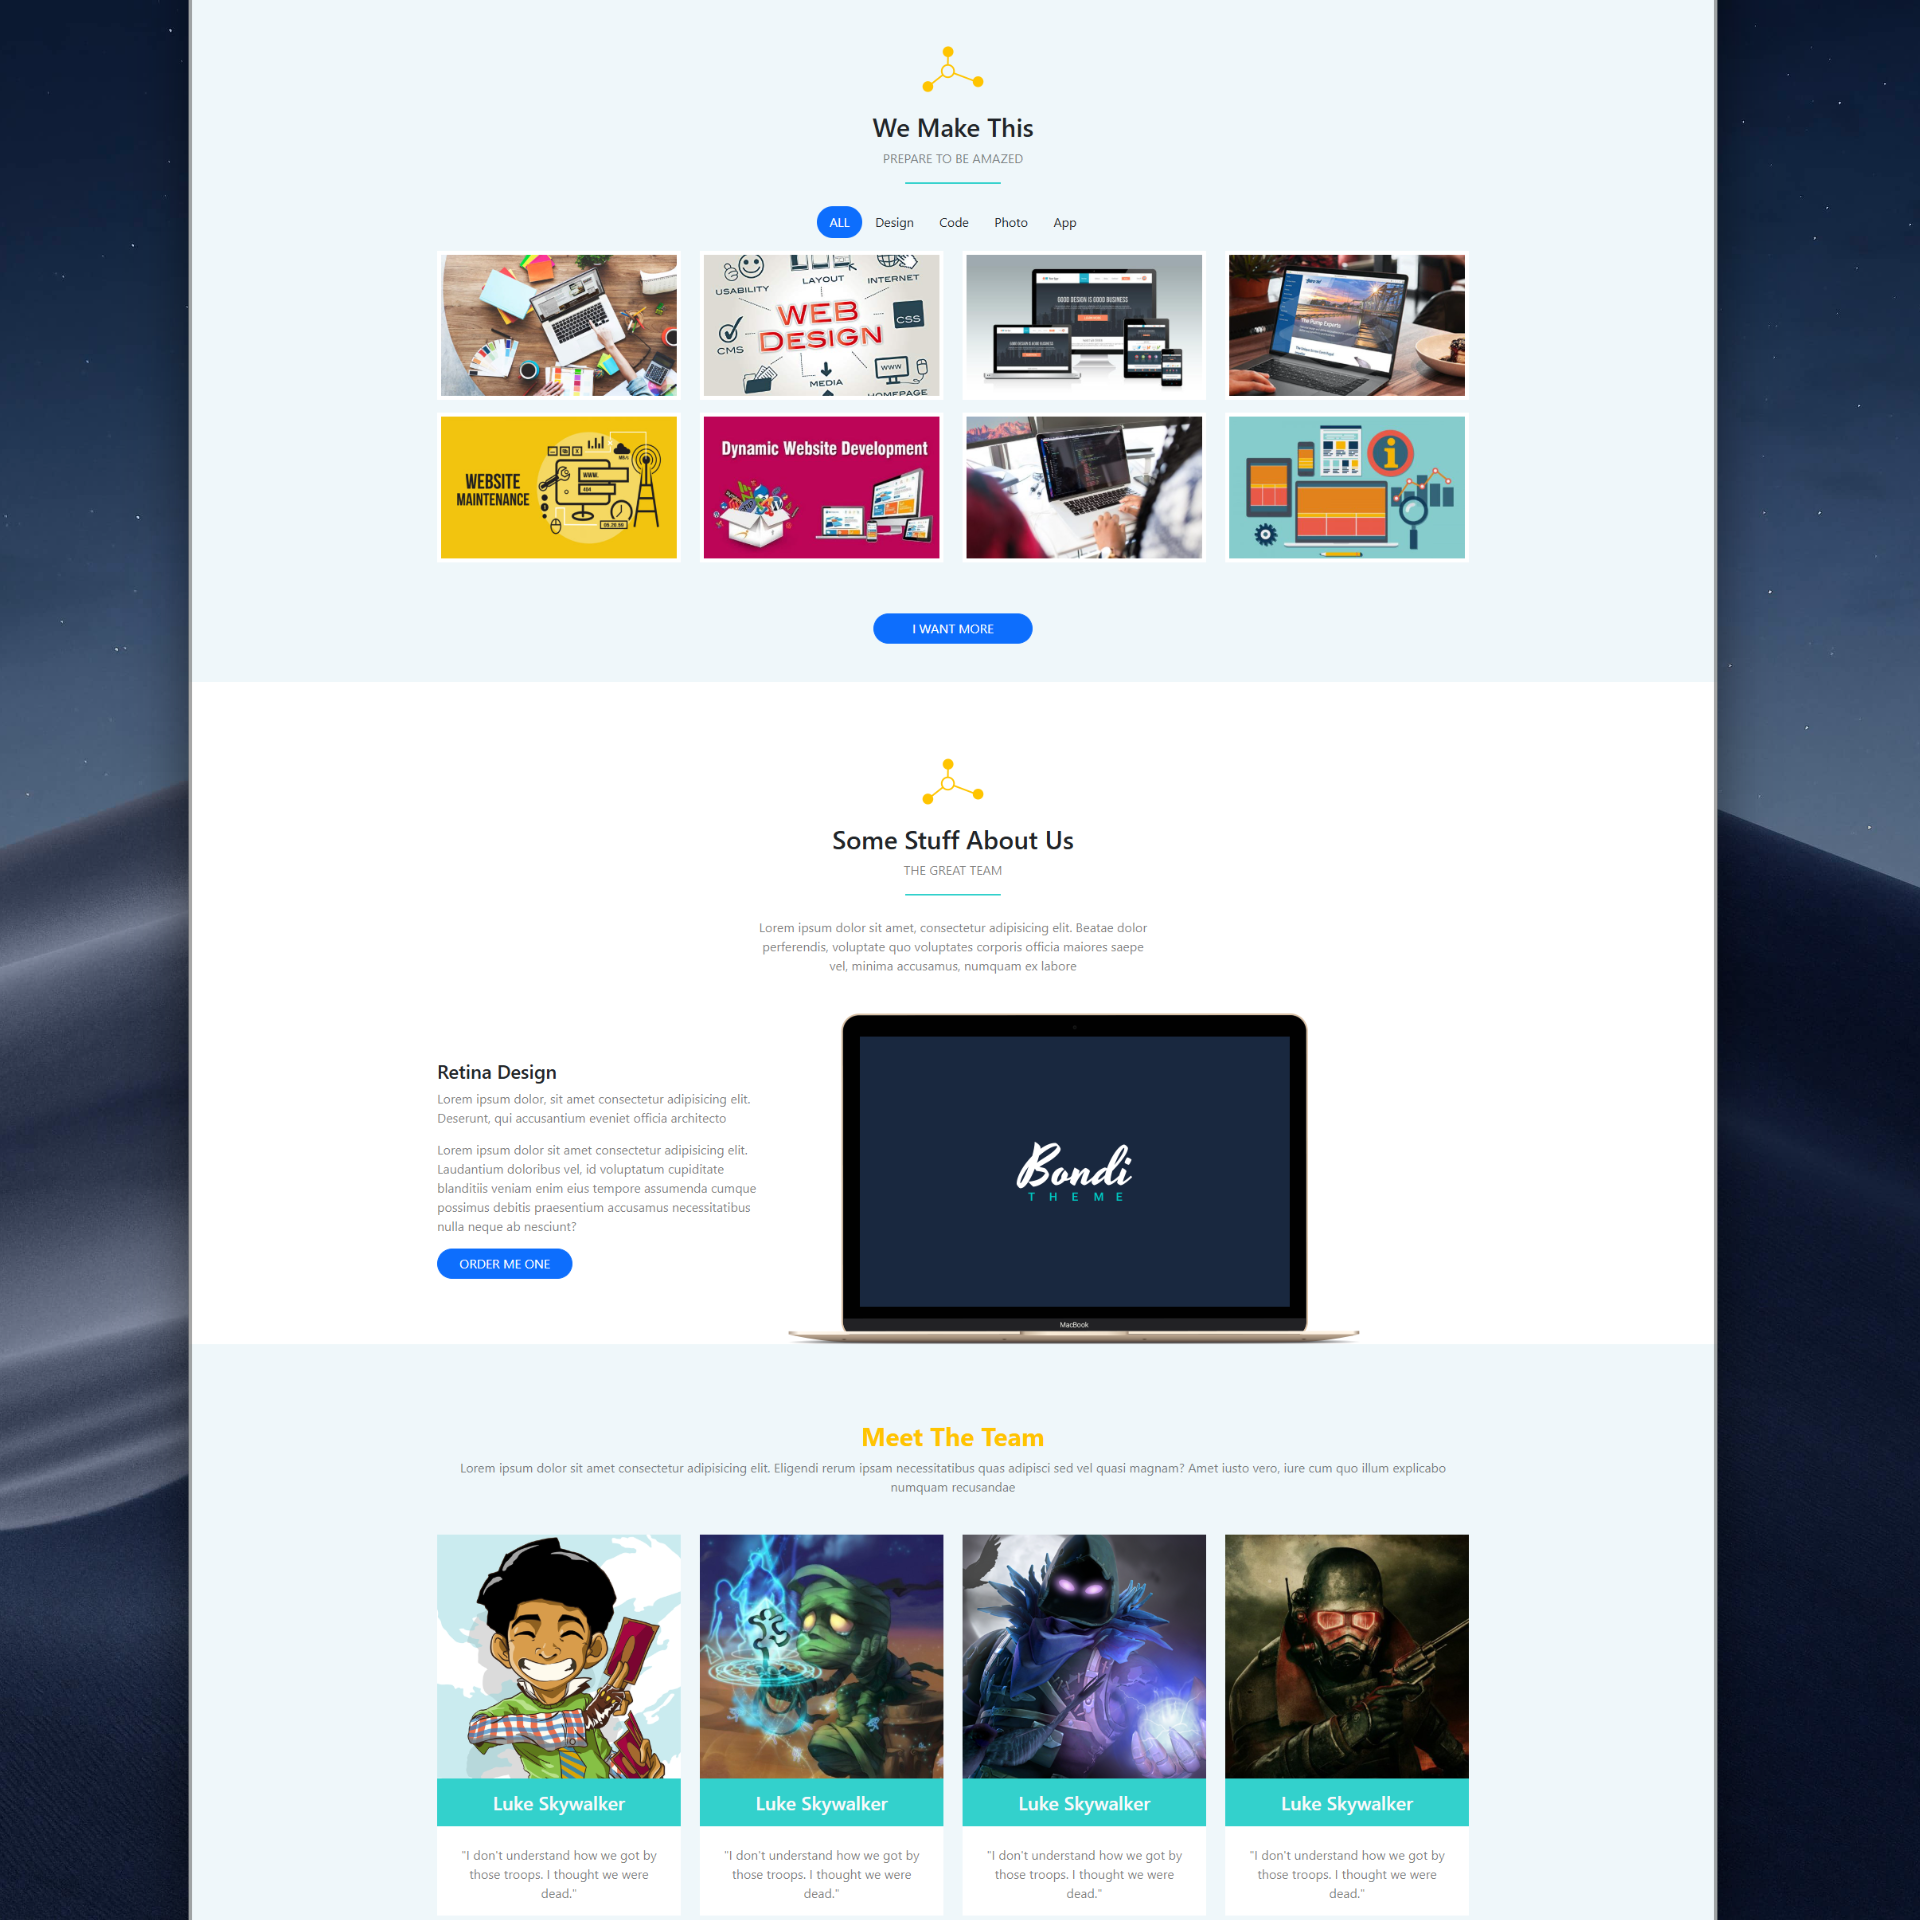 We Make This
PREPARE TO BE AMAZED
ALL Design Code Photo App
USABILITY
LAYOUT
INTERNET
WEB
DESIGN
CSS
CMS
MEDIA
WWW
HOMEPAGE
GOOD DESIGN IS GOOD BUSINESS
The Pump Experts
WEBSITE
MAINTENANCE
WWW.
404
Dynamic Website Development
I WANT MORE
Some Stuff About Us
THE GREAT TEAM
Lorem ipsum dolor sit amet, consectetur adipisicing elit. Beatae dolor
perferendis, voluptate quo voluptates corporis officia maiores saepe
vel, minima accusamus, numquam ex labore
Retina Design
Lorem ipsum dolor, sit amet consectetur adipisicing elit.
Deserunt, qui accusantium eveniet officia architecto
Lorem ipsum dolor sit amet consectetur adipisicing elit.
Laudantium doloribus vel, id voluptatum cupiditate
blanditiis veniam enim eius tempore assumenda cumque
possimus debitis praesentium accusamus necessitatibus
nulla neque ab nesciunt?
ORDER ME ONE
Bondi
THEME
MacBook
Meet The Team
Lorem ipsum dolor sit amet consectetur adipisicing elit. Eligendi rerum ipsam necessitatibus quas adipisci sed vel quasi magnam? Amet iusto vero, iure cum quo illum explicabo
numquam recusandae
Luke Skywalker
"I don't understand how we got by
those troops. I thought we were
dead."
Luke Skywalker
"I don't understand how we got by
those troops. I thought we were
dead."
Luke Skywalker
"I don't understand how we got by
those troops. I thought we were
dead."
Luke Skywalker
"I don't understand how we got by
those troops. I thought we were
dead."